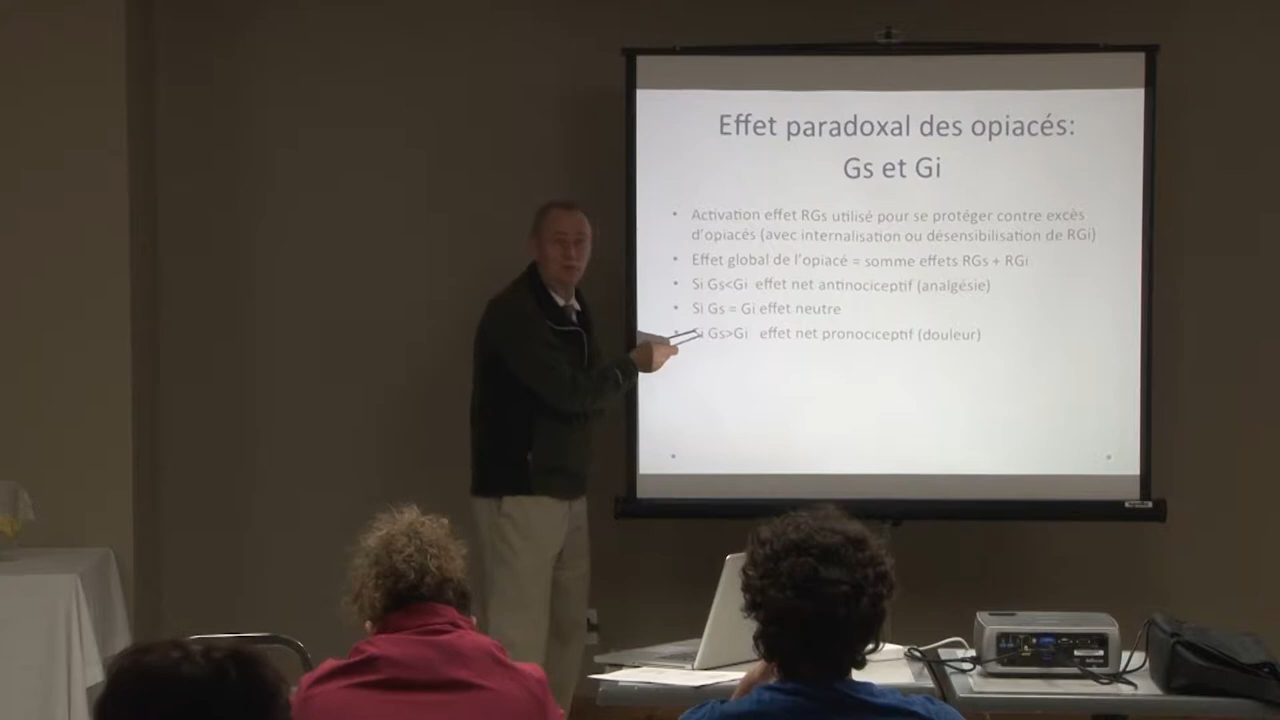 Effet paradoxal des opiacés:
Gs et Gi
• Activation effet RGs utilisé pour se protéger contre excès
d'opiacés (avec internalisation ou désensibilisation de RGi)
• Effet global de l'opiacé = somme effets RGs + RGi
• Si Gs<Gi effet net antinociceptif (analgésie)
• Si Gs = Gi effet neutre
• Si Gs>Gi effet net pronociceptif (douleur)